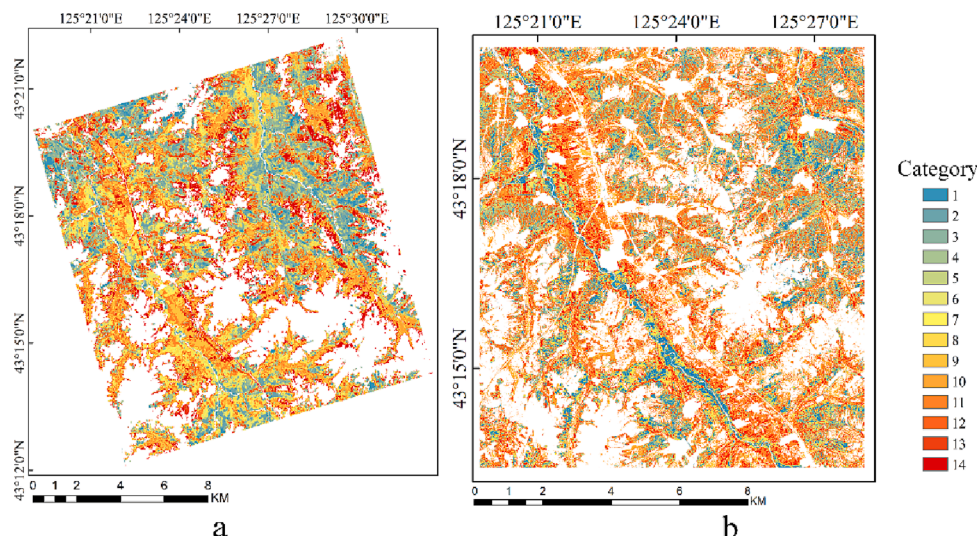 125°21'0"E 125°24'0"E 125°27'0"E 125°30'0"E
43°21'0"N
43°18'0"N
43°15'0"N
43°12'0"N
0 1 2 4 6 8
KM
a
125°21'0"E 125°24'0"E 125°27'0"E
43°18'0"N
43°15'0"N
0 1 2 4 6 8
KM
b
Category
1
2
3
4
5
6
7
8
9
10
11
12
13
14